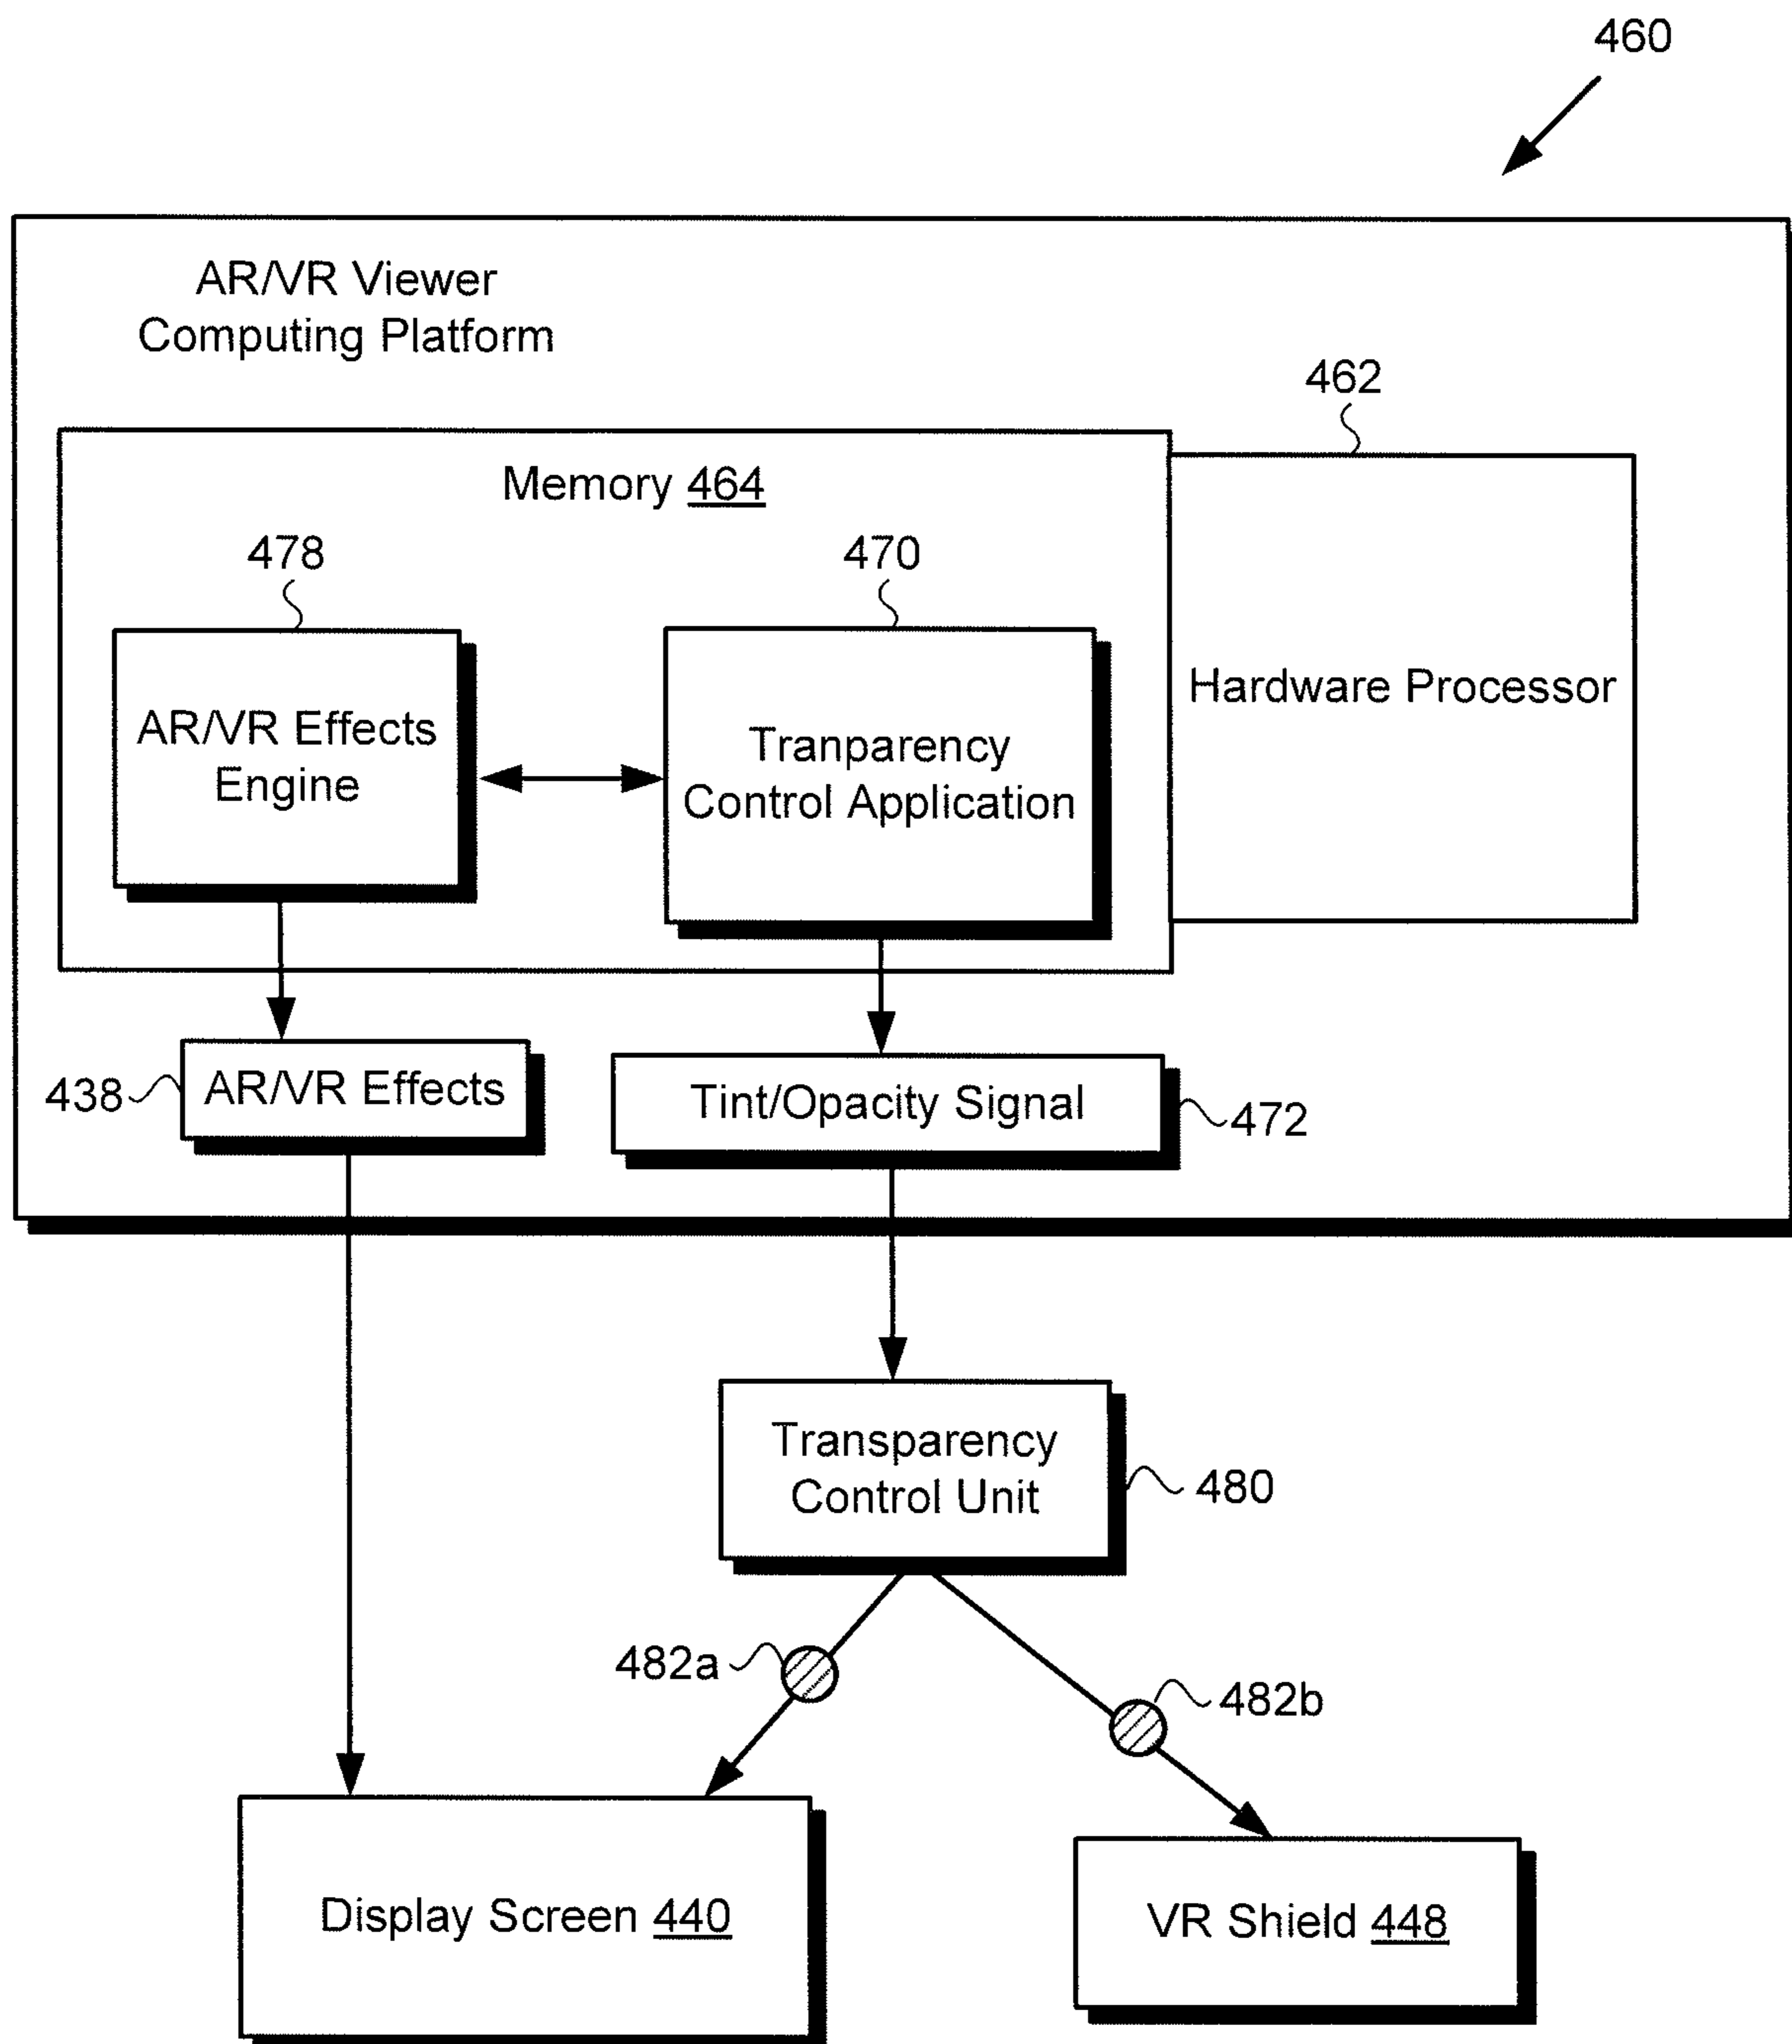 460
AR/VR Viewer
Computing Platform
462
Memory 464
478
470
Hardware Processor
AR/VR Effects
Engine
Tranparency
Control Application
438
AR/VR Effects
Tint/Opacity Signal
472
Transparency
Control Unit
480
482a
482b
Display Screen 440
VR Shield 448